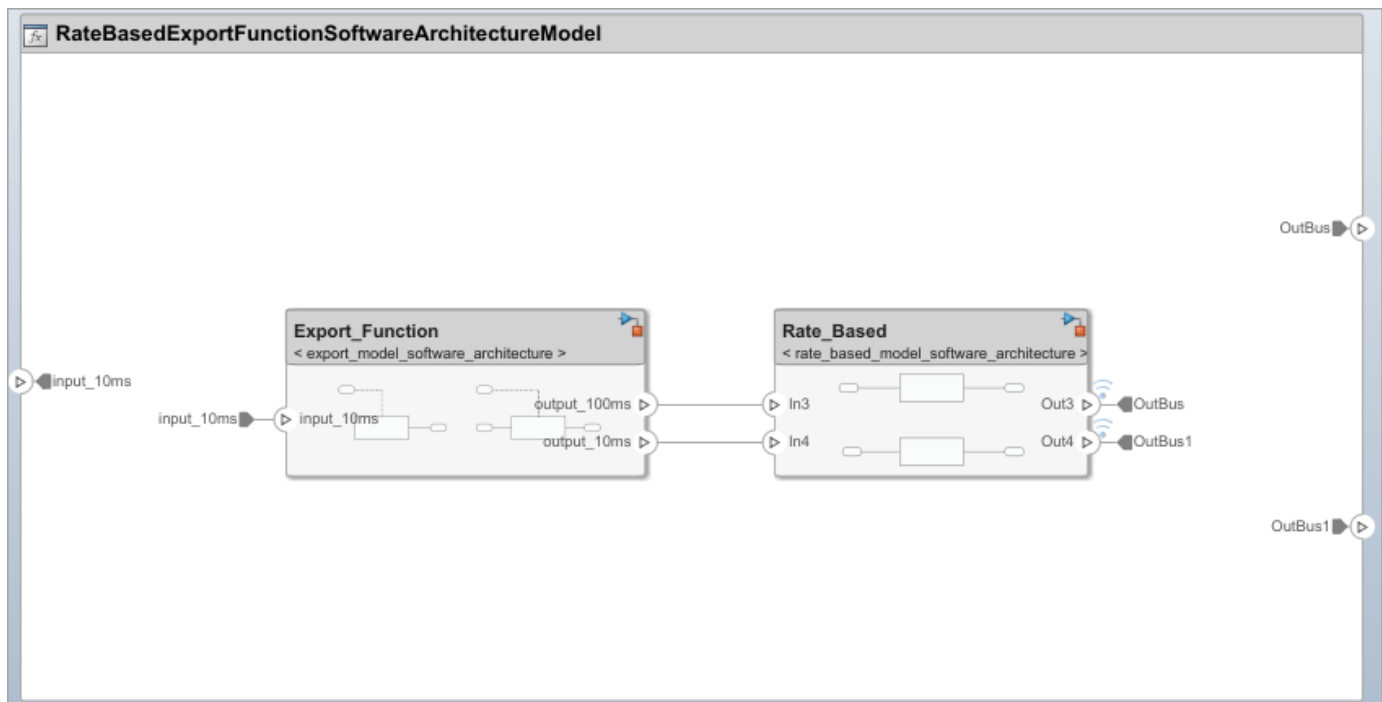 RateBasedExportFunctionSoftwareArchitectureModel
OutBus
Export_Function
< export_model_software_architecture >
Rate_Based
< rate_based_model_software_architecture >
input_10ms
input_10ms
input_10ms
output_100ms
output_10ms
In3
In4
Out3
Out4
OutBus
OutBus1
OutBus1